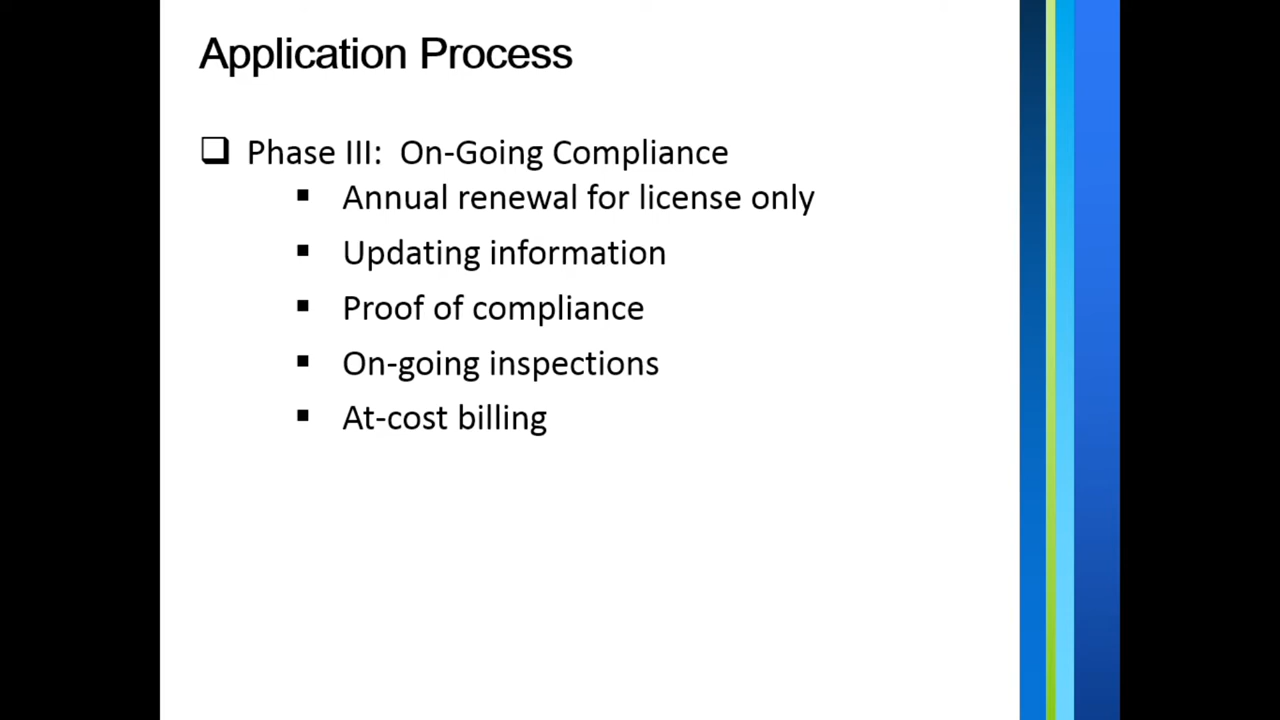 Application Process
Phase III: On-Going Compliance
Annual renewal for license only
Updating information
Proof of compliance
On-going inspections
At-cost billing